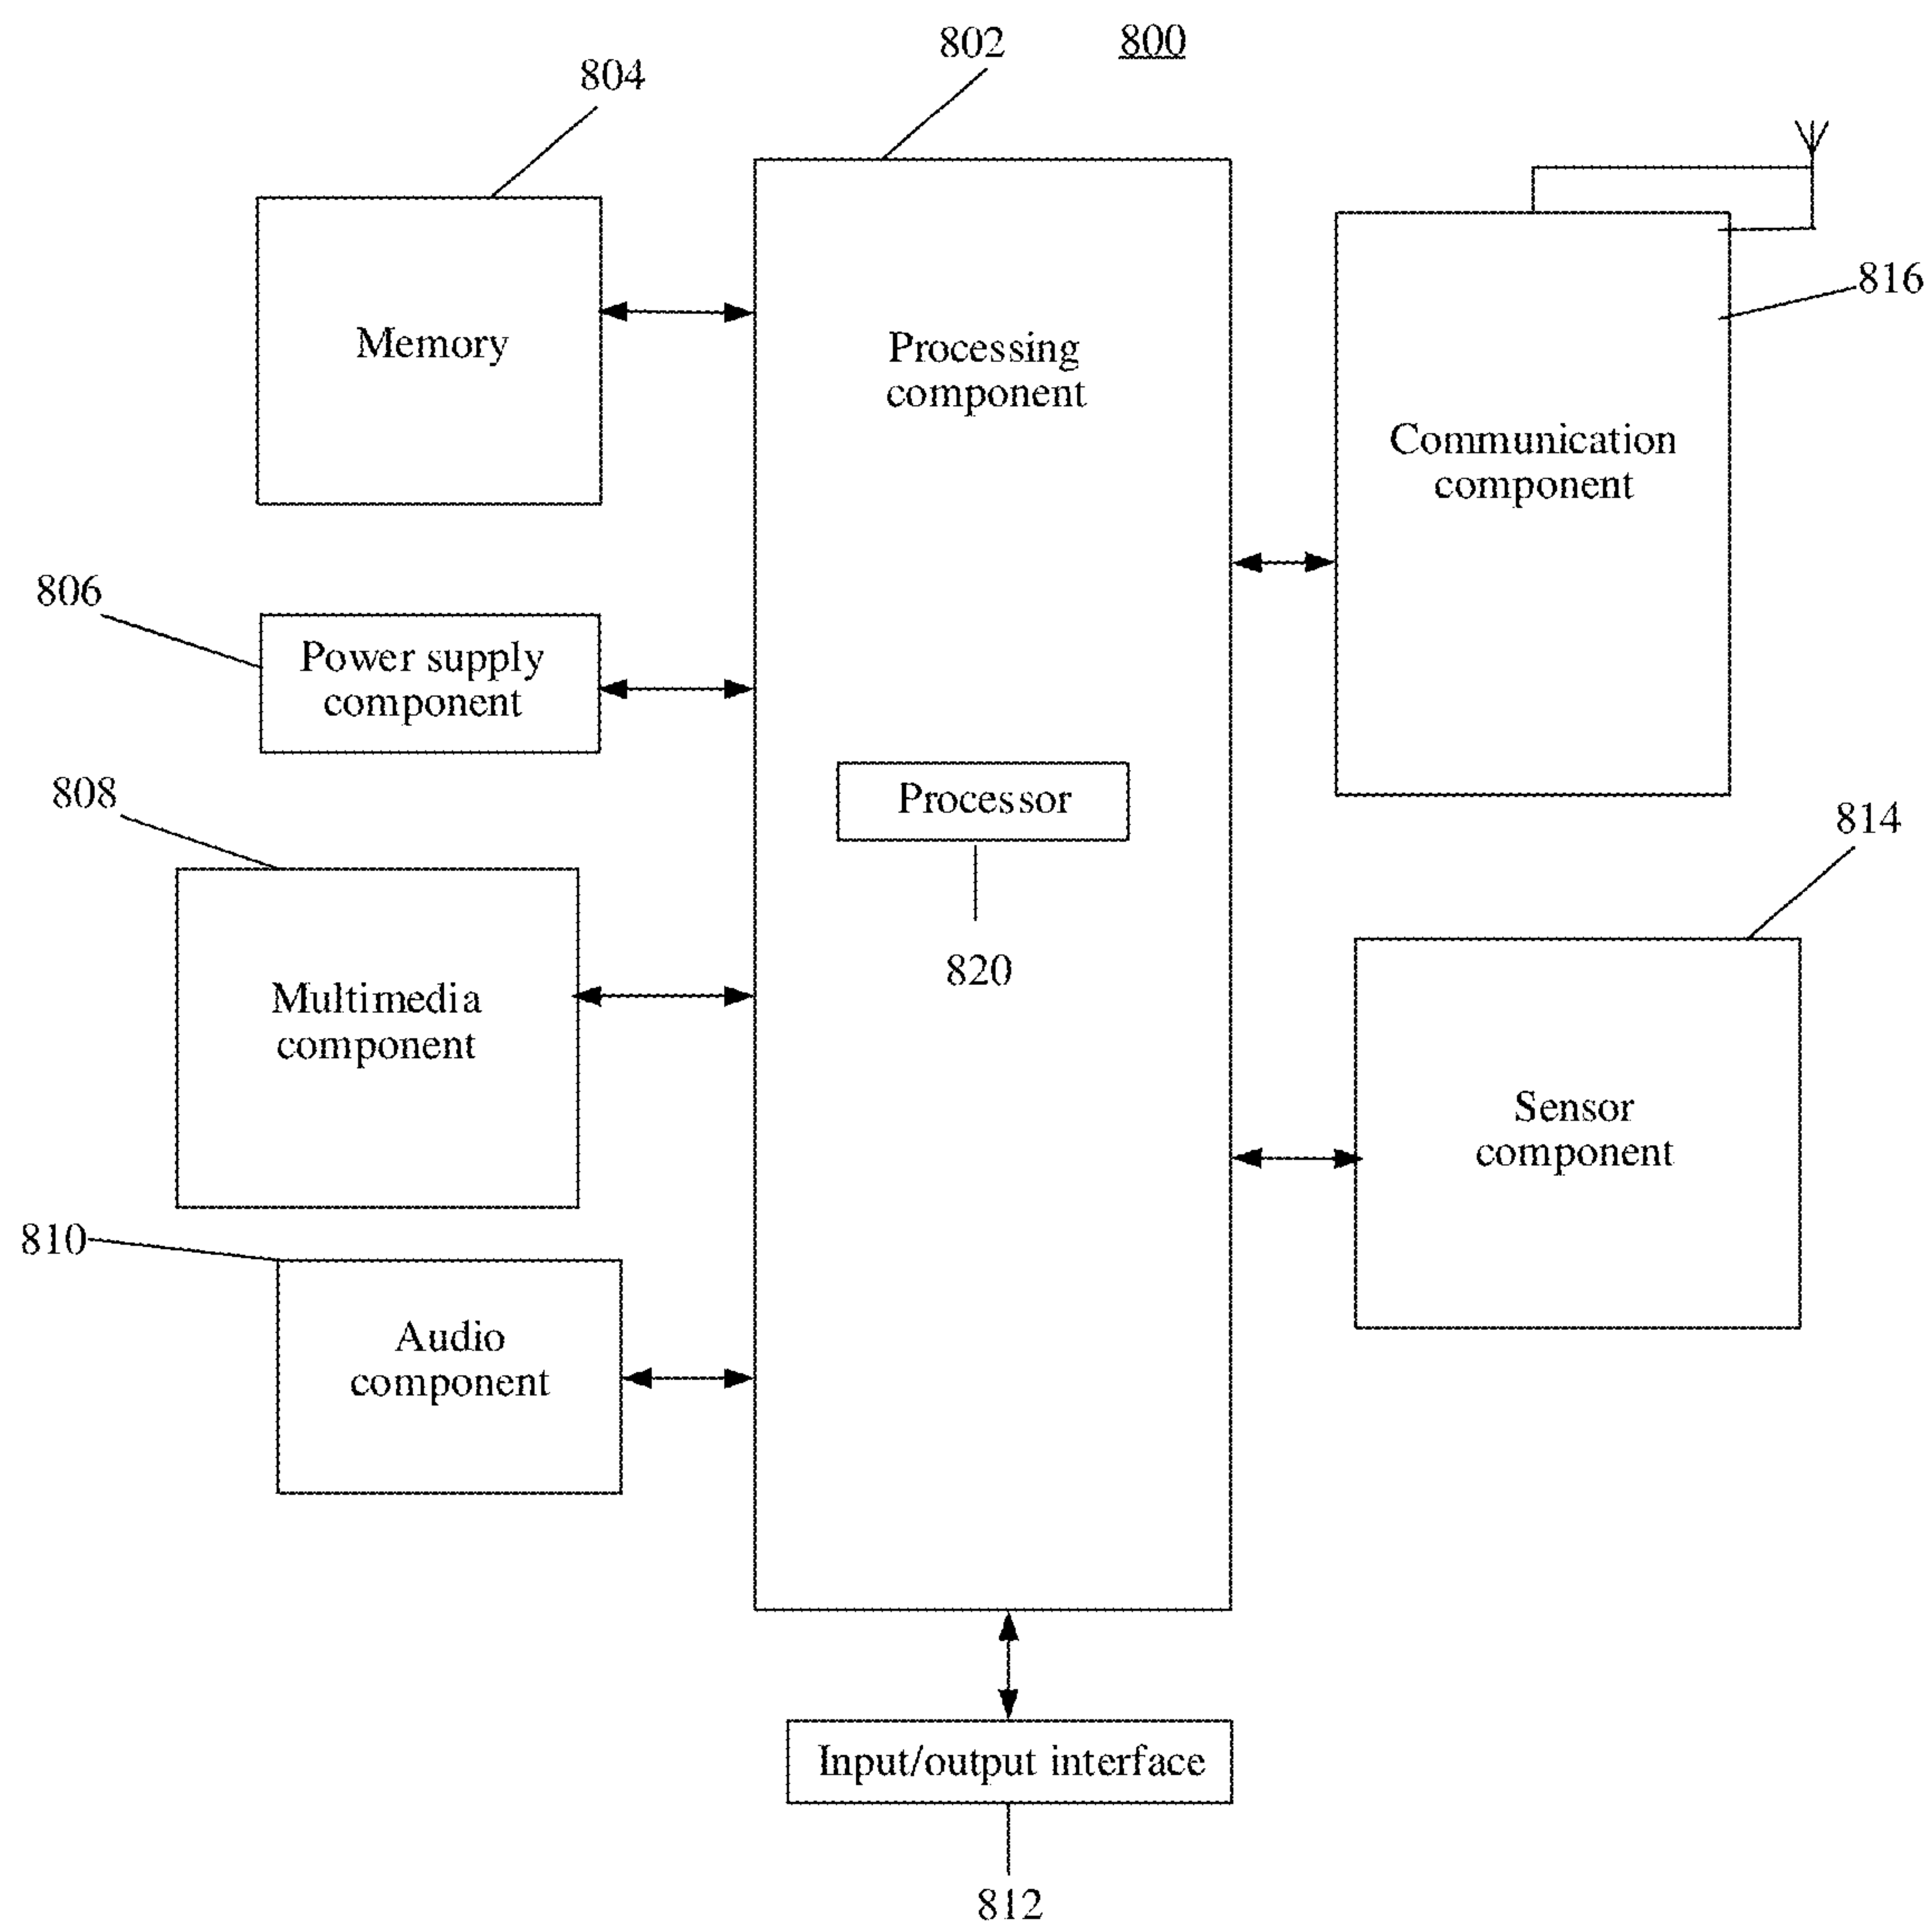 802
800
804
816
Memory
Processing
component
Communication
component
806
Power supply
component
808
Processor
814
820
Multimedia
component
Sensor
component
810
Audio
component
Input/output interface
812